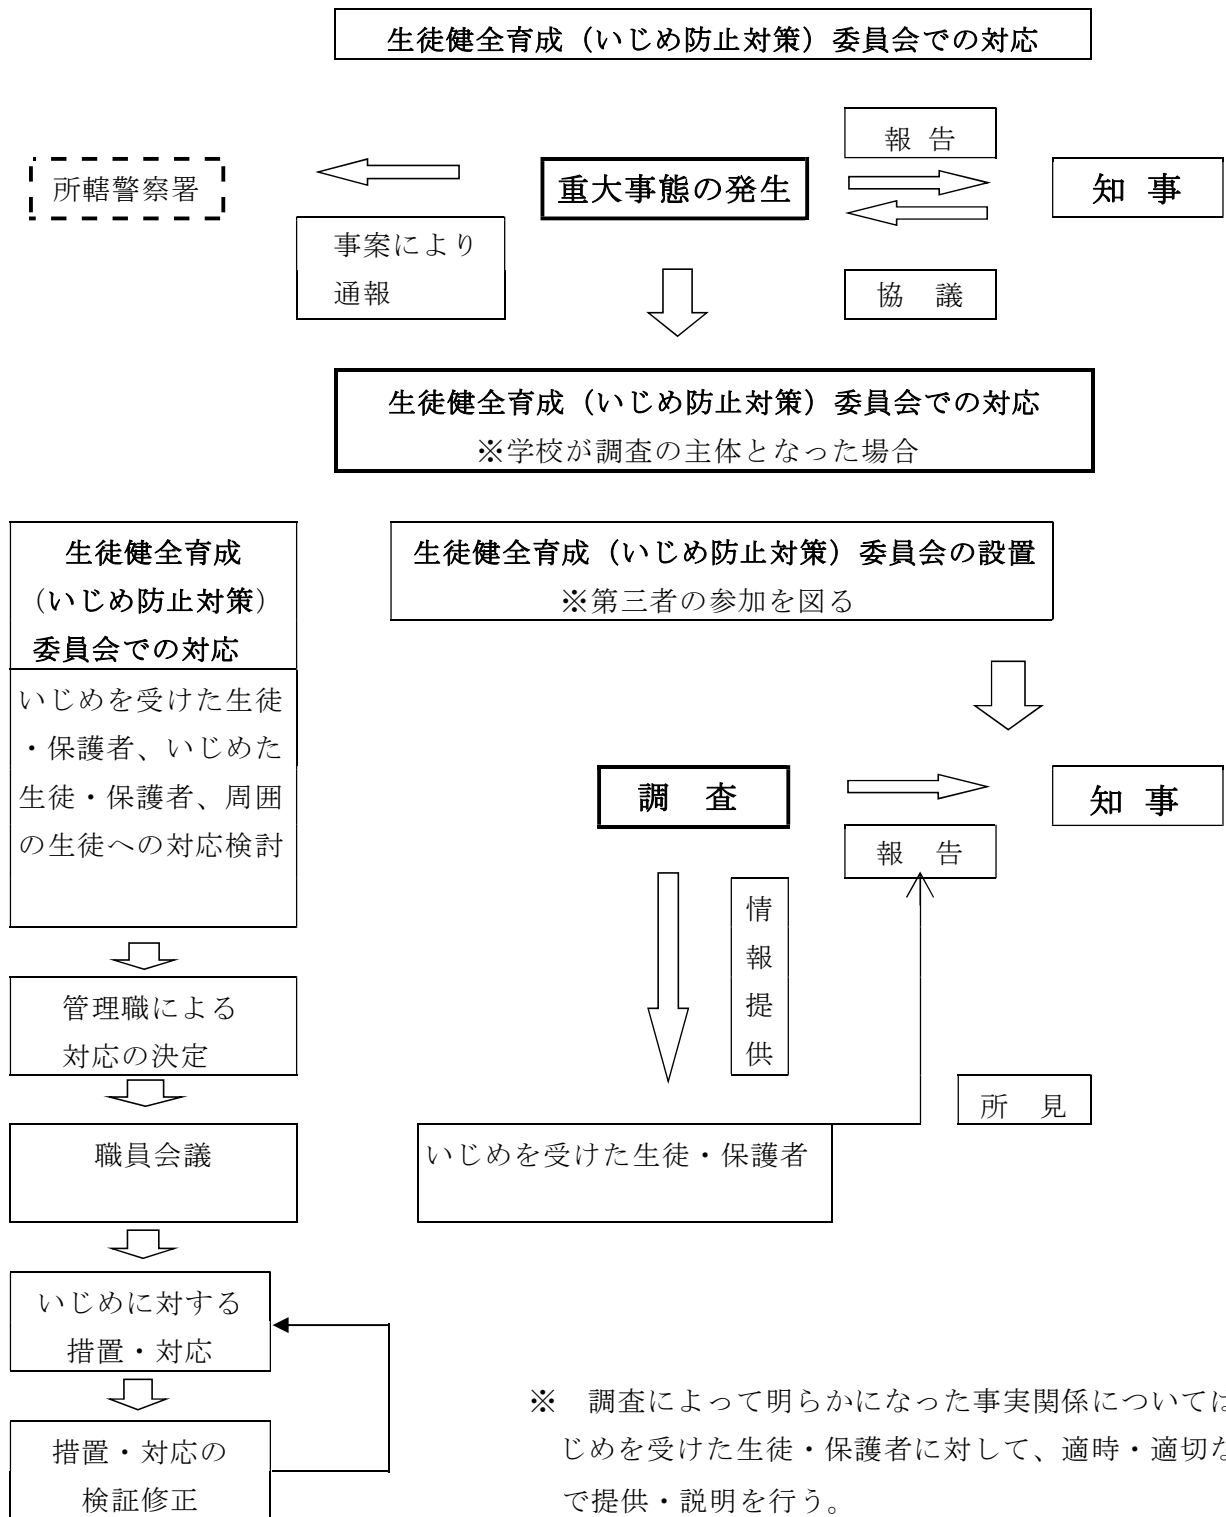 生徒健全育成（いじめ防止対策）委員会での対応
報 告
所轄警察署
重大事態の発生
知 事
事案により
通報
協 議
生徒健全育成（いじめ防止対策）委員会での対応
※学校が調査の主体となった場合
生徒健全育成
（いじめ防止対策）
委員会での対応
いじめを受けた生徒
・保護者、いじめた
生徒・保護者、周囲
の生徒への対応検討
生徒健全育成（いじめ防止対策）委員会の設置
※第三者の参加を図る
調 査
知 事
報 告
情
報
提
供
管理職による
対応の決定
所 見
職員会議
いじめを受けた生徒・保護者
いじめに対する
措置・対応
措置・対応の
検証修正
※ 調査によって明らかになった事実関係については
じめを受けた生徒・保護者に対して、適時・適切な
で提供・説明を行う。